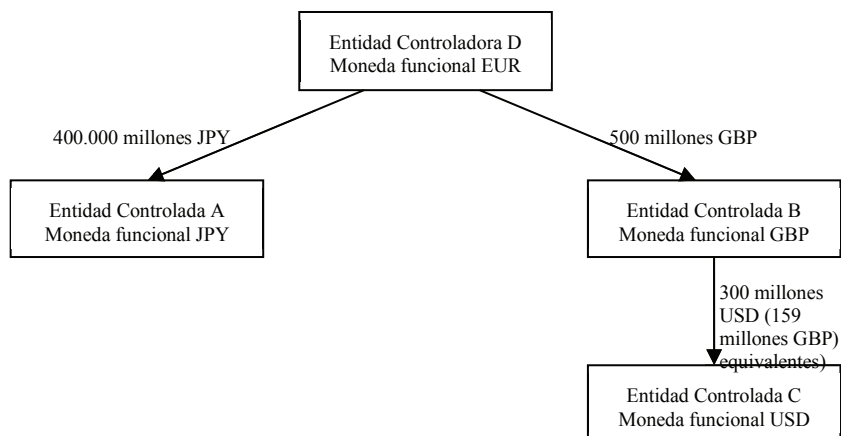 Entidad Controladora D
Moneda funcional EUR
400.000 millones JPY
500 millones GBP
Entidad Controlada A
Moneda funcional JPY
Entidad Controlada B
Moneda funcional GBP
300 millones
USD (159
millones GBP)
equivalentes)
Entidad Controlada C
Moneda funcional USD